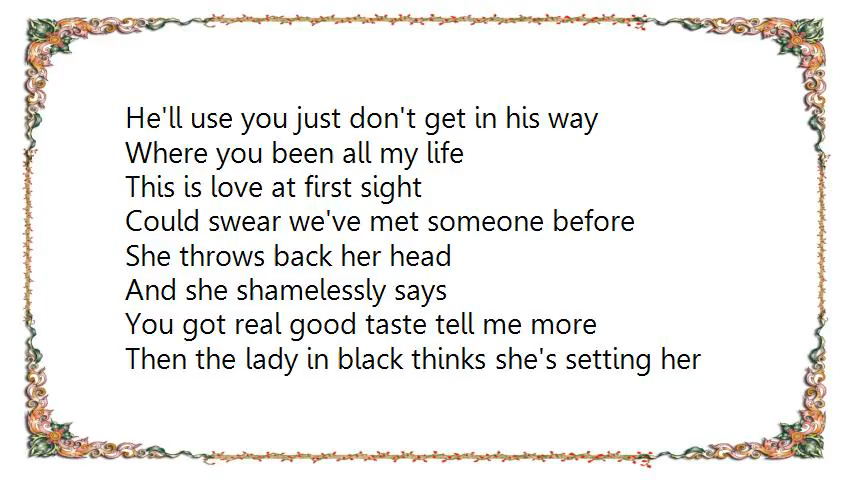 He'll use you just don't get in his way
Where you been all my life
This is love at first sight
Could swear we've met someone before
She throws back her head
And she shamelessly says
You got real good taste tell me more
Then the lady in black thinks she's setting her